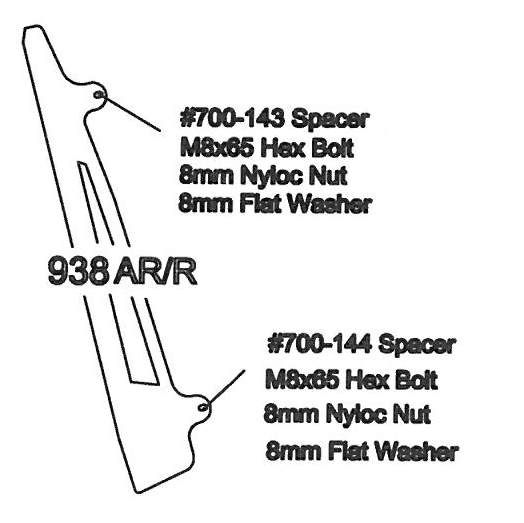 #700-143 Spacer
M8x65 Hex Bolt
8mm Nyloc Nut
8mm Flat Washer
938 AR/R
#700-144 Spacer
M8x65 Hex Bolt
8mm Nyloc Nut
8mm Flat Washer